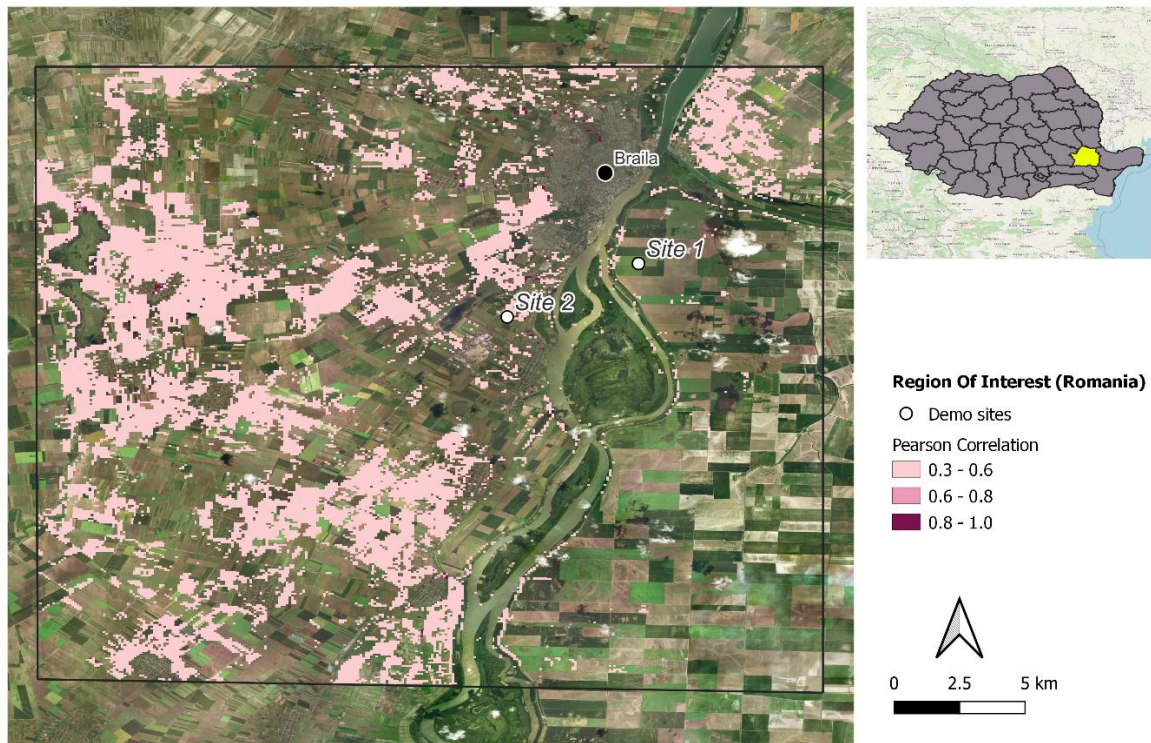 Braila
Site 1
Site 2
Region Of Interest (Romania)
Demo sites
Pearson Correlation
0.3 - 0.6
0.6 - 0.8
0.8 - 1.0
0 2.5 5 km